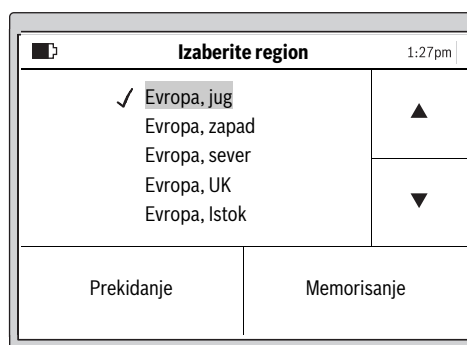 Izaberite region 1:27pm
Evropa, jug
Evropa, zapad
Evropa, sever
Evropa, UK
Evropa, Istok
Prekidanje Memorisanje